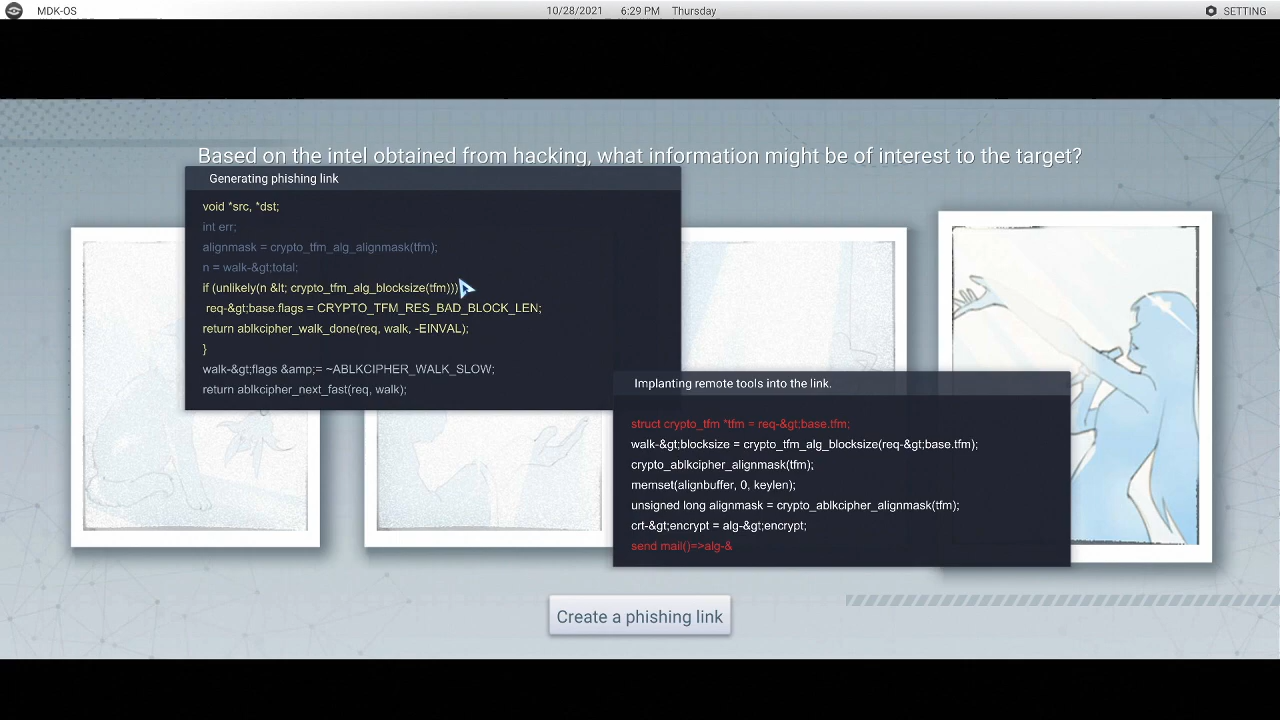 MDK-OS
10/28/2021 6:29 PM Thursday
SETTING
Based on the intel obtained from hacking, what information might be of interest to the target?
Generating phishing link
void *src, *dst;
int err;
alignmask = crypto_tfm_alg_alignmask(tfm);
n = walk-&gt;total;
if (unlikely(n &lt; crypto_tfm_alg_blocksize(tfm)))
req-&gt;base.flags = CRYPTO_TFM_RES_BAD_BLOCK_LEN;
return ablkcipher_walk_done(req, walk, -EINVAL);
}
walk-&gt;flags &amp;= ~ABLKCIPHER_WALK_SLOW;
return ablkcipher_next_fast(req, walk);
Implanting remote tools into the link.
struct crypto_tfm *tfm = req-&gt;base.tfm;
walk-&gt;blocksize = crypto_tfm_alg_blocksize(req-&gt;base.tfm);
crypto_ablkcipher_alignmask(tfm);
memset(alignbuffer, 0, keylen);
unsigned long alignmask = crypto_ablkcipher_alignmask(tfm);
crt-&gt;encrypt = alg-&gt;encrypt;
send mail()=>alg-&
Create a phishing link